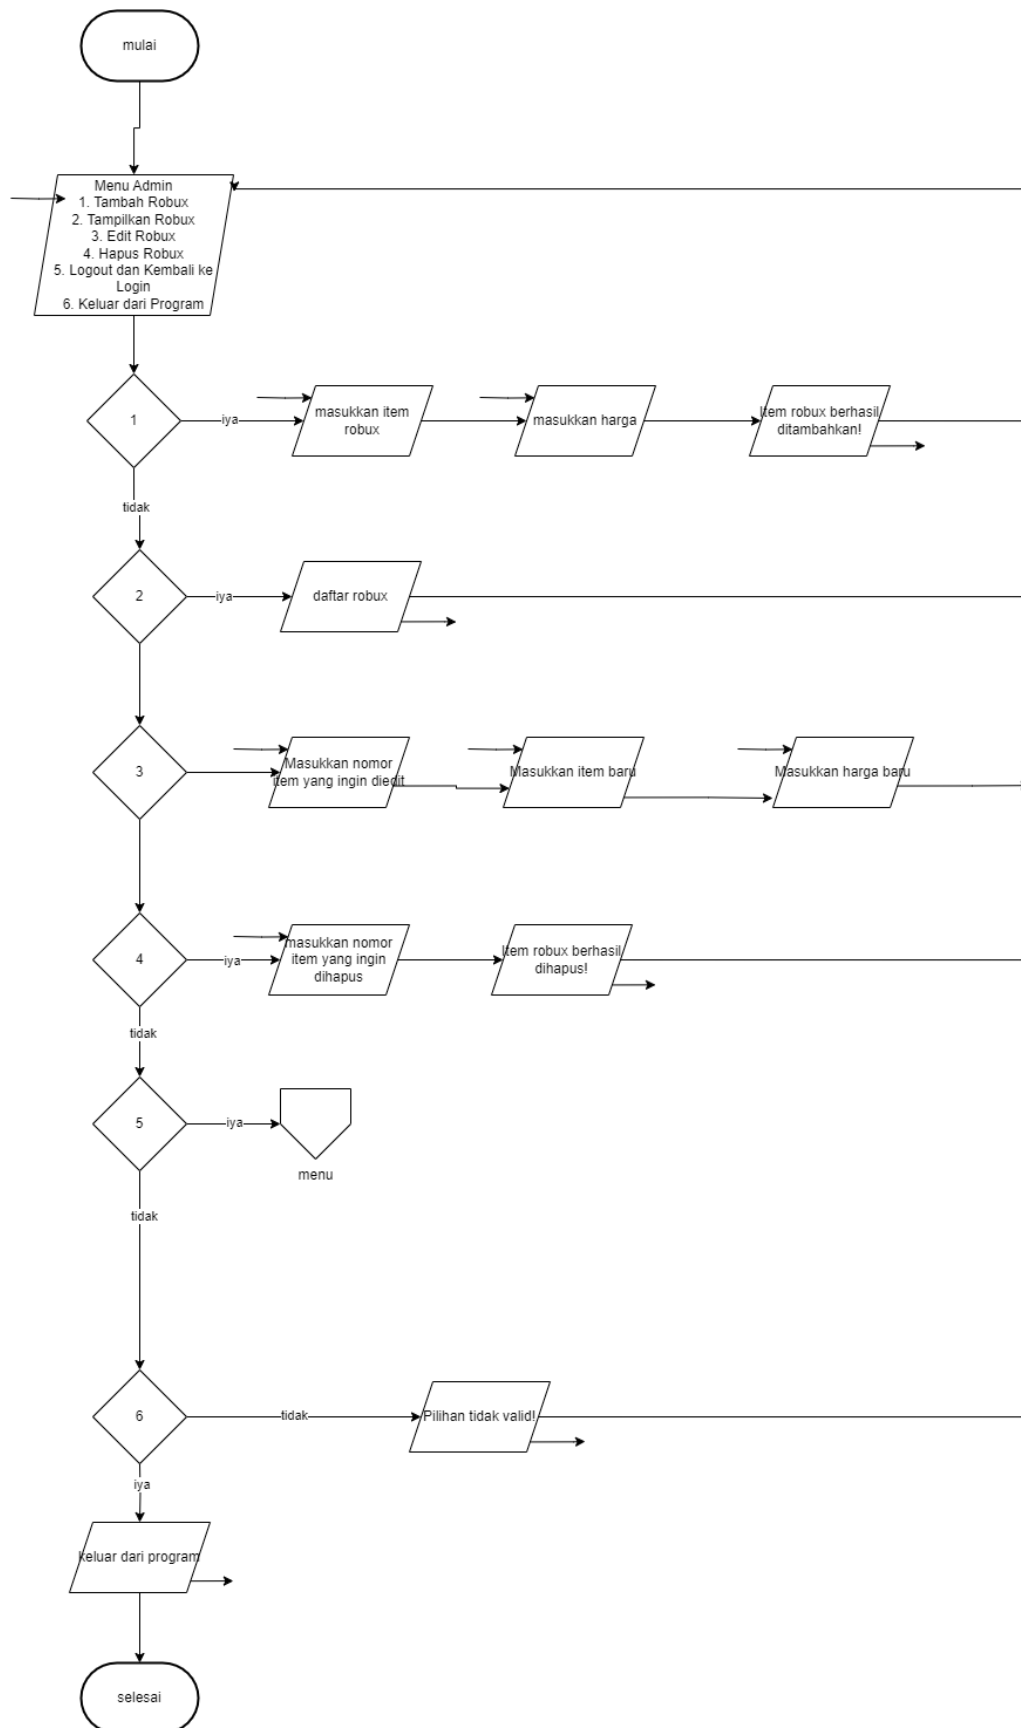 mulai
Menu Admin
1. Tambah Robux
2. Tampilkan Robux
3. Edit Robux
4. Hapus Robux
5. Logout dan Kembali ke
Login
6. Keluar dari Program
1
iya
masukkan item
robux
masukkan harga
Item robux berhasil
ditambahkan!
tidak
2
iya
daftar robux
3
Masukkan nomor
item yang ingin diedit
Masukkan item baru
Masukkan harga baru
4
iya
masukkan nomor
item yang ingin
dihapus
Item robux berhasil
dihapus!
tidak
5
iya
menu
tidak
6
tidak
Pilihan tidak valid!
iya
keluar dari program
selesai